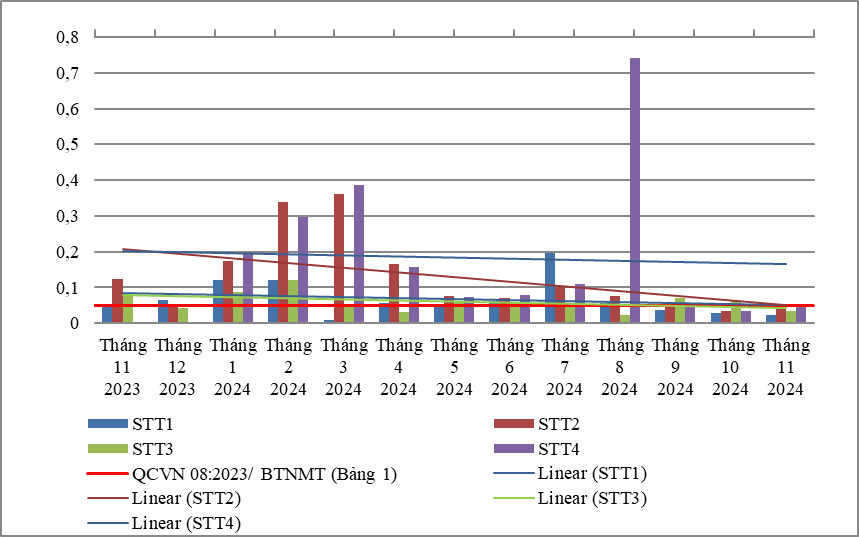 0,8
0,7
0,6
0,5
0,4
0,3
0,2
0,1
0
Tháng Tháng Tháng Tháng Tháng Tháng Tháng Tháng Tháng Tháng Tháng Tháng Tháng
11 12 1 2 3 4 5 6 7 8 9 10 11
2023 2023 2024 2024 2024 2024 2024 2024 2024 2024 2024 2024 2024
STT1 STT2
STT3 STT4
QCVN 08:2023/ BTNMT (Bảng 1) Linear (STT1)
Linear (STT2) Linear (STT3)
Linear (STT4)